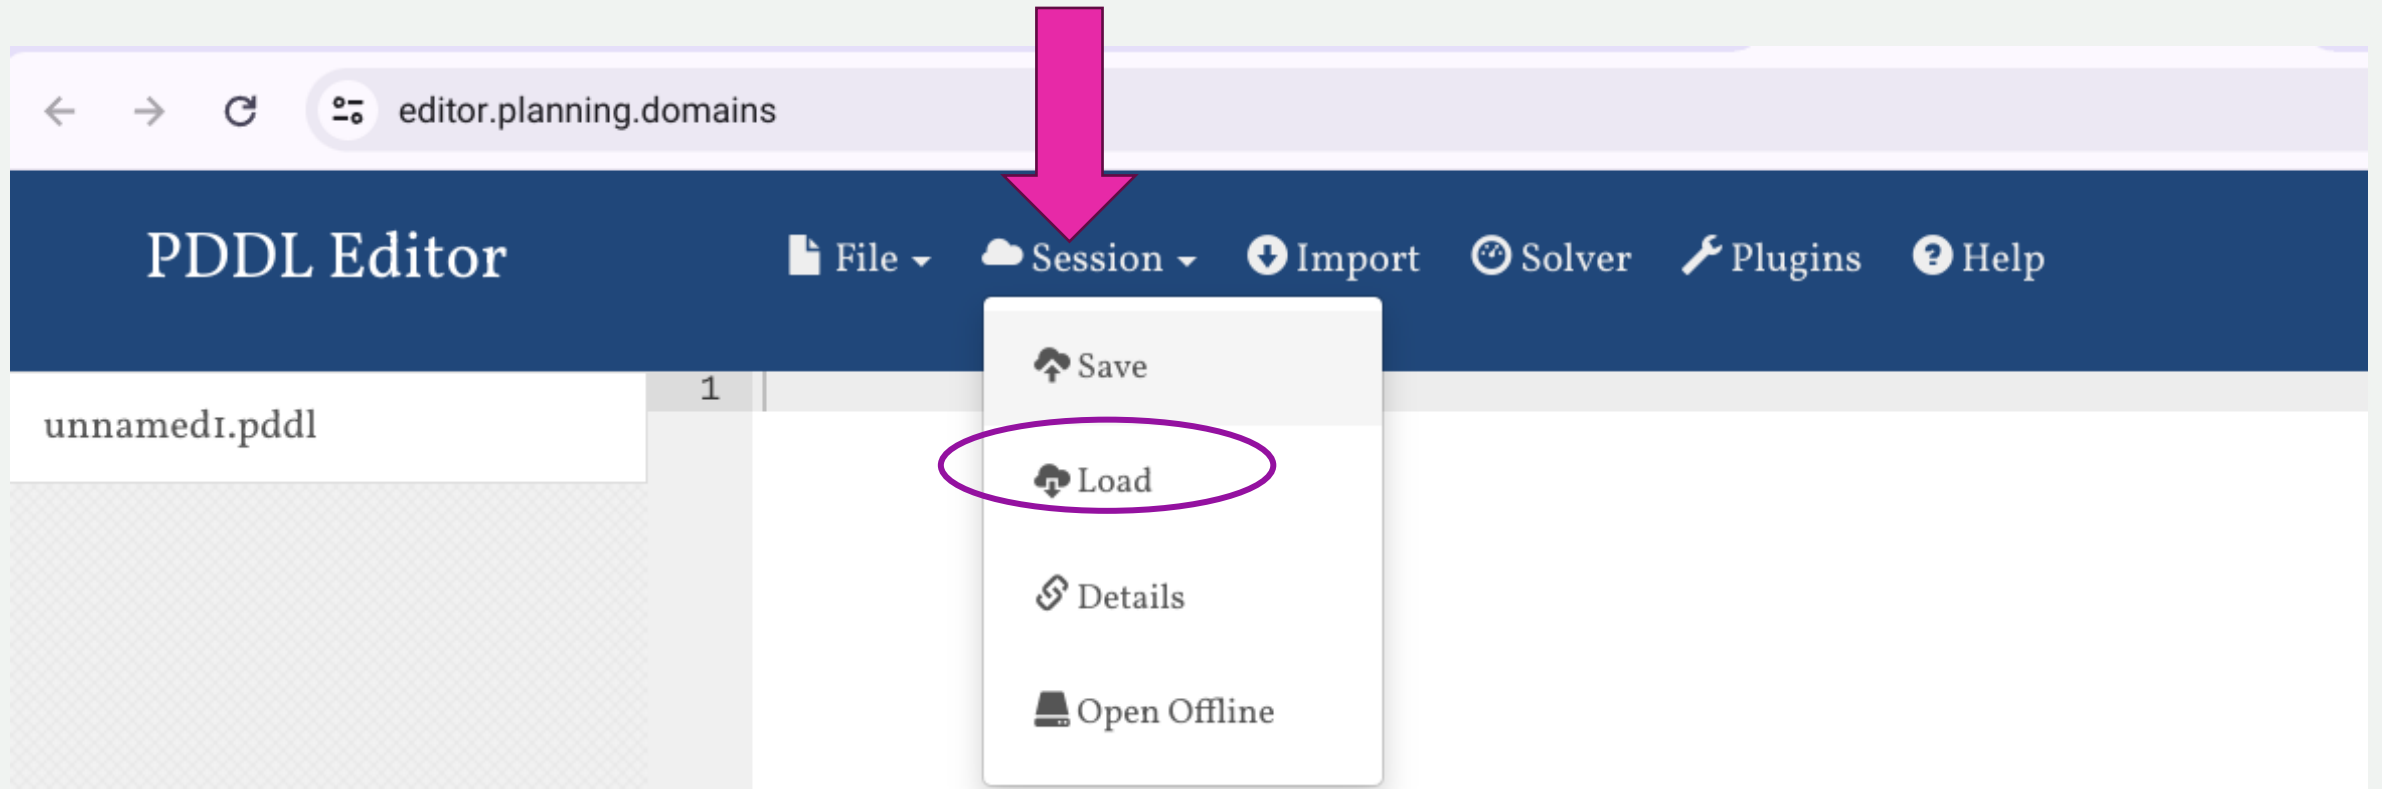 editor.planning.domains
PDDL Editor
File Session Import Solver Plugins Help
Save
1
unnamed1.pddl
Load
Details
Open Offline